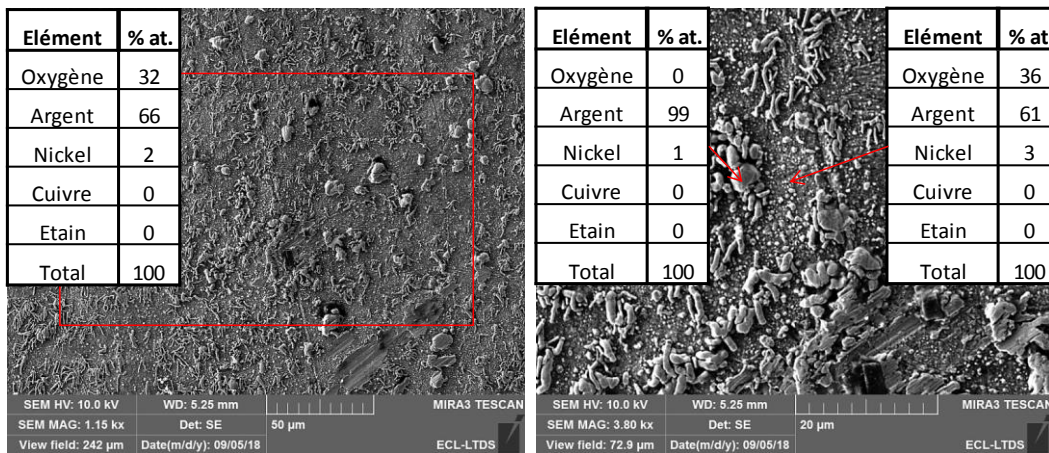 Elément % at.
Oxygène 32
Argent 66
Nickel 2
Cuivre 0
Etain 0
Total 100
SEM HV: 10.0 kV WD: 5.25 mm MIRA3 TESCAN
SEM MAG: 1.15 kx Det: SE 50 µm
View field: 242 µm Date(m/d/y): 09/05/18 ECL-LTDS
Elément % at.
Oxygène 0
Argent 99
Nickel 1
Cuivre 0
Etain 0
Total 100
Elément % at.
Oxygène 36
Argent 61
Nickel 3
Cuivre 0
Etain 0
Total 100
SEM HV: 10.0 kV WD: 5.25 mm MIRA3 TESCAN
SEM MAG: 3.80 kx Det: SE 20 µm
View field: 72.9 µm Date(m/d/y): 09/05/18 ECL-LTDS